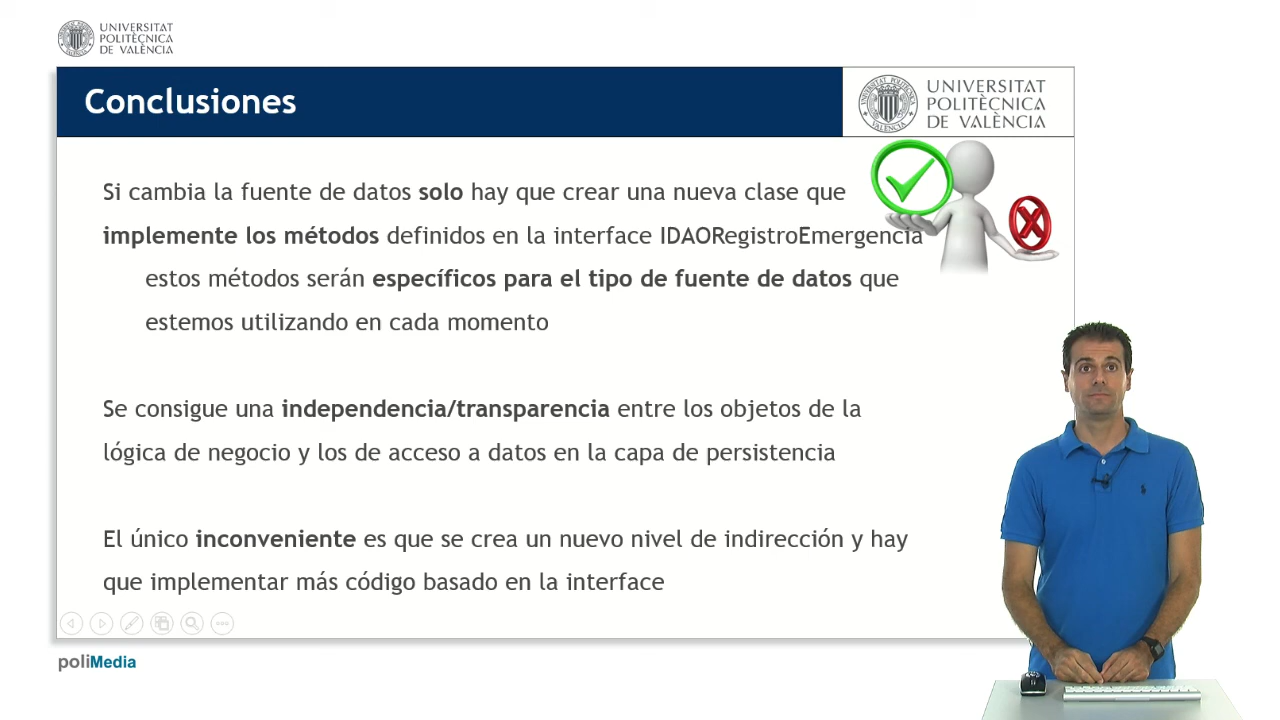 UNIVERSITAT
POLITÈCNICA
DE VALÈNCIA
Conclusiones
UNIVERSITAT
POLITÈCNICA
DE VALÈNCIA
Si cambia la fuente de datos solo hay que crear una nueva clase que
implemente los métodos definidos en la interface IDAORegistroEmergencia
estos métodos serán específicos para el tipo de fuente de datos que
estemos utilizando en cada momento
Se consigue una independencia/transparencia entre los objetos de la
lógica de negocio y los de acceso a datos en la capa de persistencia
El único inconveniente es que se crea un nuevo nivel de indirección y hay
que implementar más código basado en la interface
poliMedia